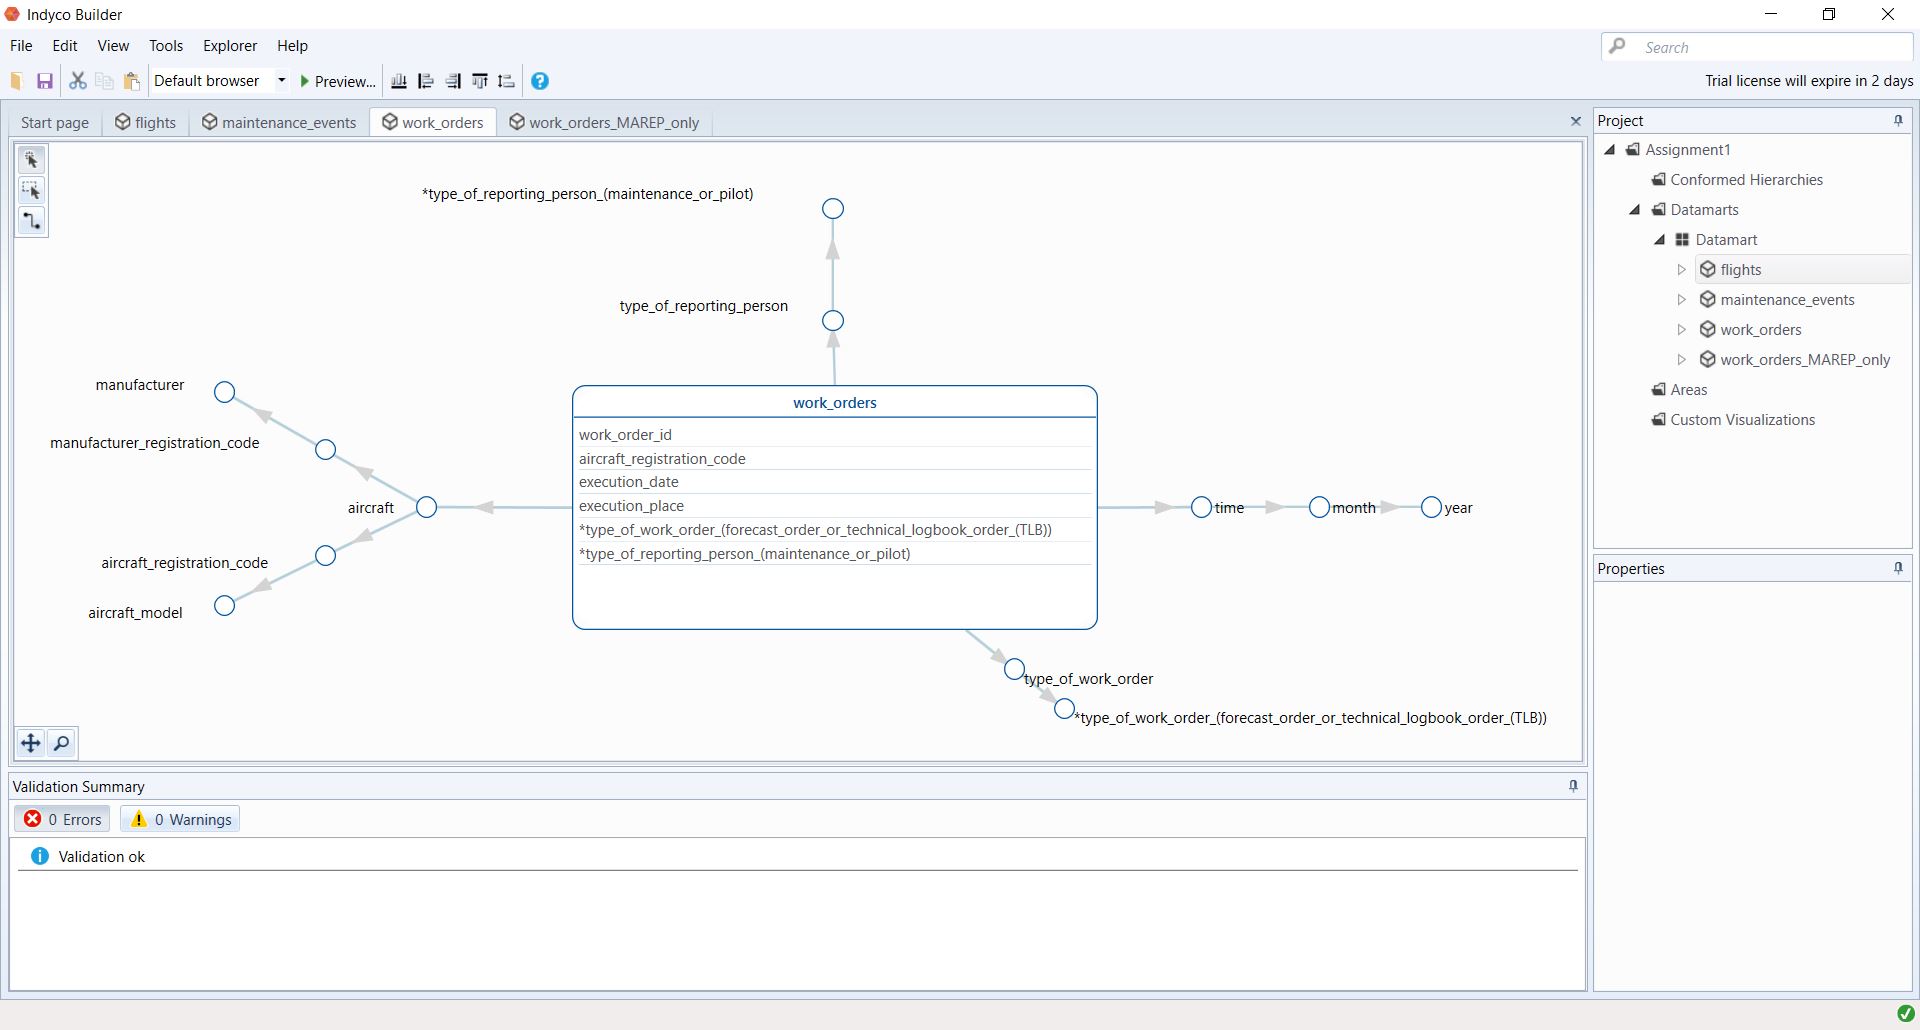 Indyco Builder
File Edit View Tools Explorer Help
Search
Default browser Preview...
Trial license will expire in 2 days
Start page flights maintenance_events work_orders work_orders_MAREP_only
*type_of_reporting_person_(maintenance_or_pilot)
type_of_reporting_person
manufacturer
manufacturer_registration_code
aircraft
aircraft_registration_code
aircraft_model
work_orders
work_order_id
aircraft_registration_code
execution_date
execution_place
*type_of_work_order_(forecast_order_or_technical_logbook_order_(TLB))
*type_of_reporting_person_(maintenance_or_pilot)
time month year
type_of_work_order
*type_of_work_order_(forecast_order_or_technical_logbook_order_(TLB))
Project
Assignment1
Conformed Hierarchies
Datamarts
Datamart
flights
maintenance_events
work_orders
work_orders_MAREP_only
Areas
Custom Visualizations
Properties
Validation Summary
0 Errors 0 Warnings
Validation ok